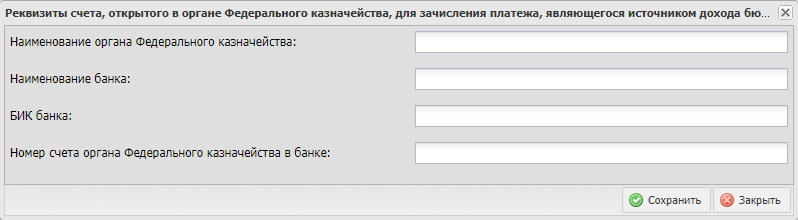 Реквизиты счета, открытого в органе Федерального казначейства, для зачисления платежа, являющегося источником дохода бю...
Наименование органа Федерального казначейства:
Наименование банка:
БИК банка:
Номер счета органа Федерального казначейства в банке:
Сохранить Закрыть